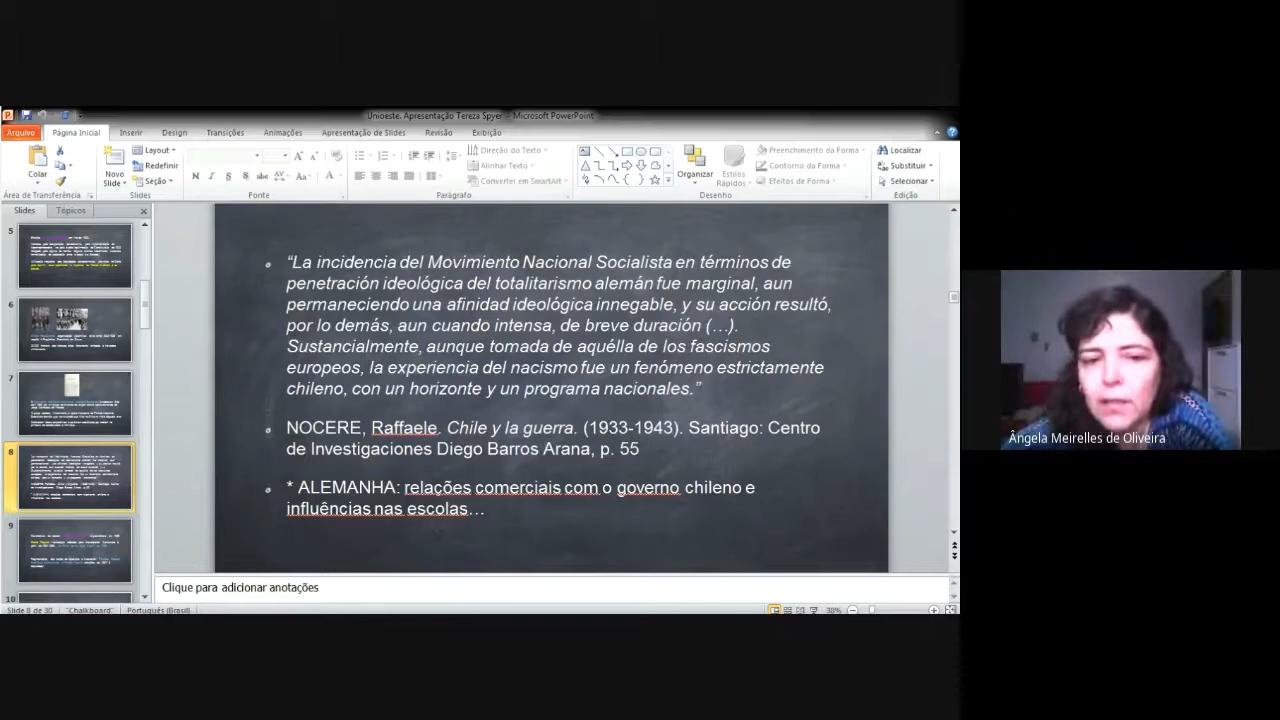 Unioeste. Apresentação Tereza Spyer - Microsoft PowerPoint
Arquivo
Página Inicial
Inserir
Design
Transições
Animações
Apresentação de Slides
Revisão
Exibição
Colar
Novo
Slide
Layout
Redefinir
Seção
Direção do Texto
Alinhar Texto
Converter em SmartArt
Organizar
Estilos
Rápidos
Preenchimento da Forma
Contorno da Forma
Efeitos de Forma
Localizar
Substituir
Selecionar
Área de Transferência
Slides
Fonte
Parágrafo
Desenho
Edição
Slides
Tópicos
5
6
7
8
9
10
“La incidencia del Movimiento Nacional Socialista en términos de
penetración ideológica del totalitarismo alemán fue marginal, aun
permaneciendo una afinidad ideológica innegable, y su acción resultó,
por lo demás, aun cuando intensa, de breve duración (…).
Sustancialmente, aunque tomada de aquélla de los fascismos
europeos, la experiencia del nacismo fue un fenómeno estrictamente
chileno, con un horizonte y un programa nacionales.”
NOCERE, Raffaele. Chile y la guerra. (1933-1943). Santiago: Centro
de Investigaciones Diego Barros Arana, p. 55
* ALEMANHA: relações comerciais com o governo chileno e
influências nas escolas…
Clique para adicionar anotações
Slide 8 de 30
"Chalkboard"
Português (Brasil)
38%
Ângela Meirelles de Oliveira